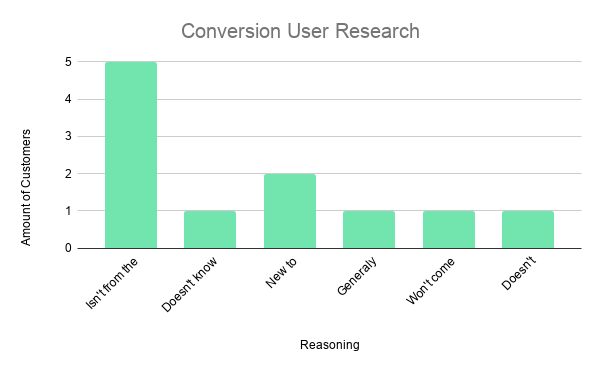 Conversion User Research
5
4
3
2
1
0
Amount of Customers
Isn't from the
Doesn't know
New to
Generaly
Won't come
Doesn't
Reasoning